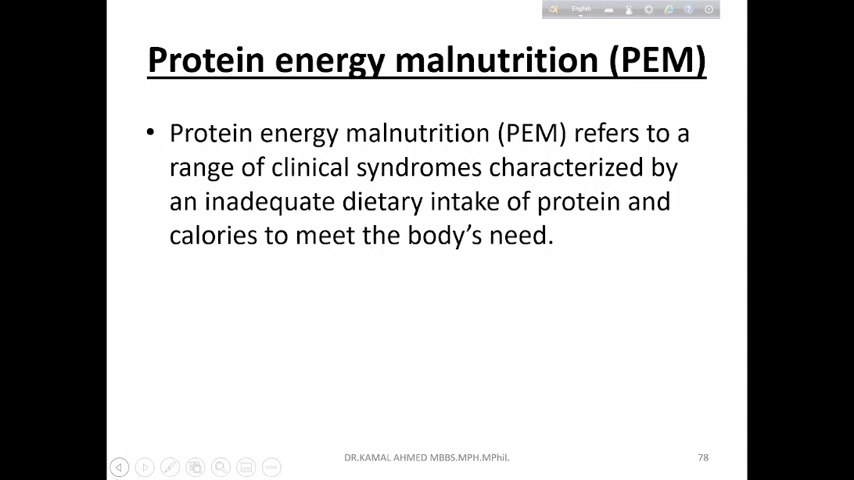 English
Protein energy malnutrition (PEM)
• Protein energy malnutrition (PEM) refers to a
range of clinical syndromes characterized by
an inadequate dietary intake of protein and
calories to meet the body’s need.
DR.KAMAL AHMED MBBS.MPH.MPhil.
78